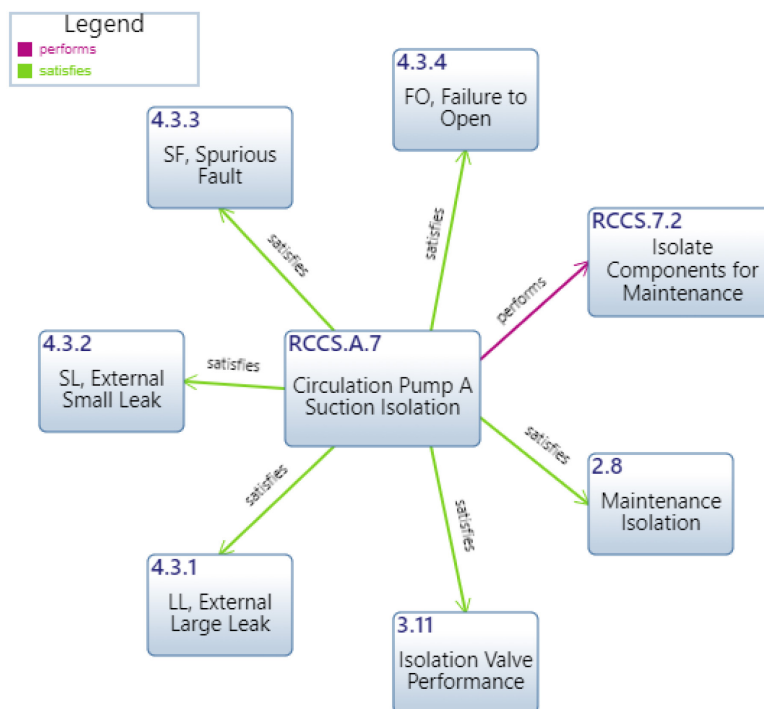 Legend
performs
satisfies
4.3.4
FO, Failure to
Open
4.3.3
SF, Spurious
Fault
satisfies
satisfies
RCCS.7.2
Isolate
Components for
Maintenance
performs
4.3.2
SL, External
Small Leak
satisfies
RCCS.A.7
Circulation Pump A
Suction Isolation
satisfies
2.8
Maintenance
Isolation
satisfies
satisfies
4.3.1
LL, External
Large Leak
3.11
Isolation Valve
Performance